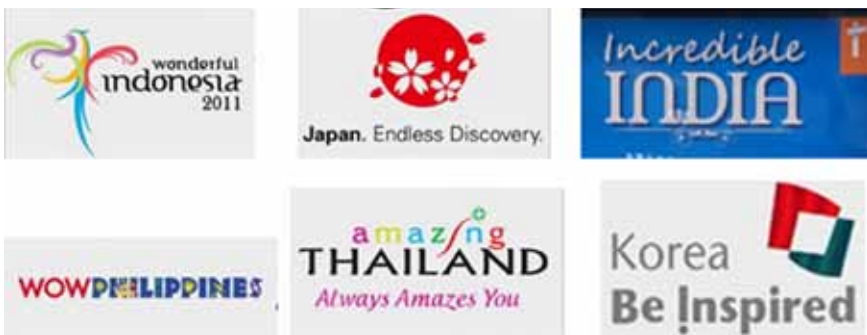 wonderful
indonesia
2011
Japan. Endless Discovery.
Incredible
INDIA
WOWPHILIPPINES
amazing
THAILAND
Always Amazes You
Korea
Be Inspired